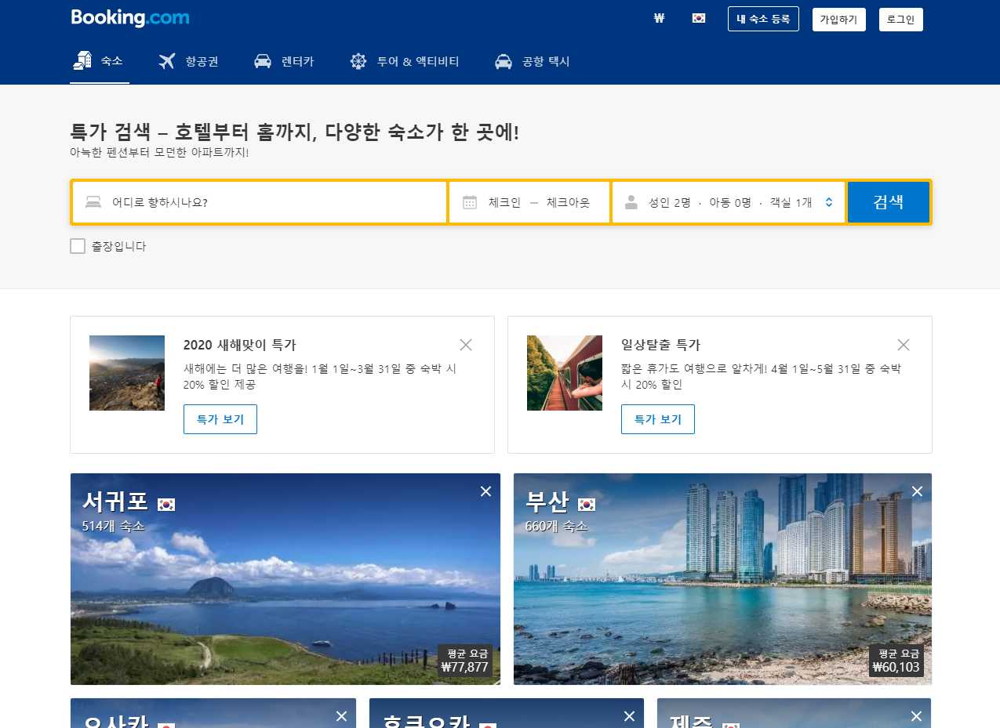 Booking.com
₩
내 숙소 등록
가입하기
로그인
숙소
항공권
렌터카
투어 & 액티비티
공항 택시
특가 검색 – 호텔부터 홈까지, 다양한 숙소가 한 곳에!
아늑한 펜션부터 모던한 아파트까지!
어디로 향하시나요?
체크인 — 체크아웃
성인 2명 · 아동 0명 · 객실 1개
검색
출장입니다
2020 새해맞이 특가
새해에는 더 많은 여행을! 1월 1일~3월 31일 중 숙박 시
20% 할인 제공
특가 보기
일상탈출 특가
짧은 휴가도 여행으로 알차게! 4월 1일~5월 31일 중 숙박
시 20% 할인
특가 보기
서귀포
514개 숙소
평균 요금
₩77,877
부산
660개 숙소
평균 요금
₩60,103
오사카
후쿠오카
제주